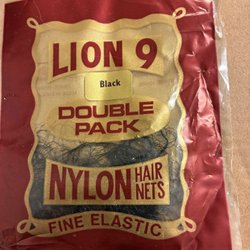 LION 9
Black
DOUBLE
PACK
NYLON HAIR
NETS
FINE ELASTIC